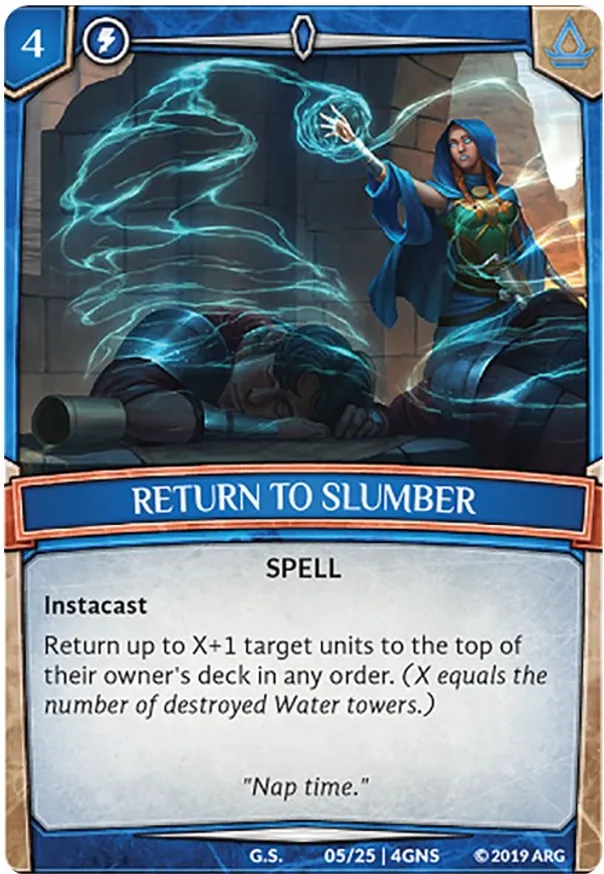 4
RETURN TO SLUMBER
SPELL
Instacast
Return up to X+1 target units to the top of
their owner's deck in any order. (X equals the
number of destroyed Water towers.)
"Nap time."
G.S. 05/25 | 4GNS © 2019 ARG